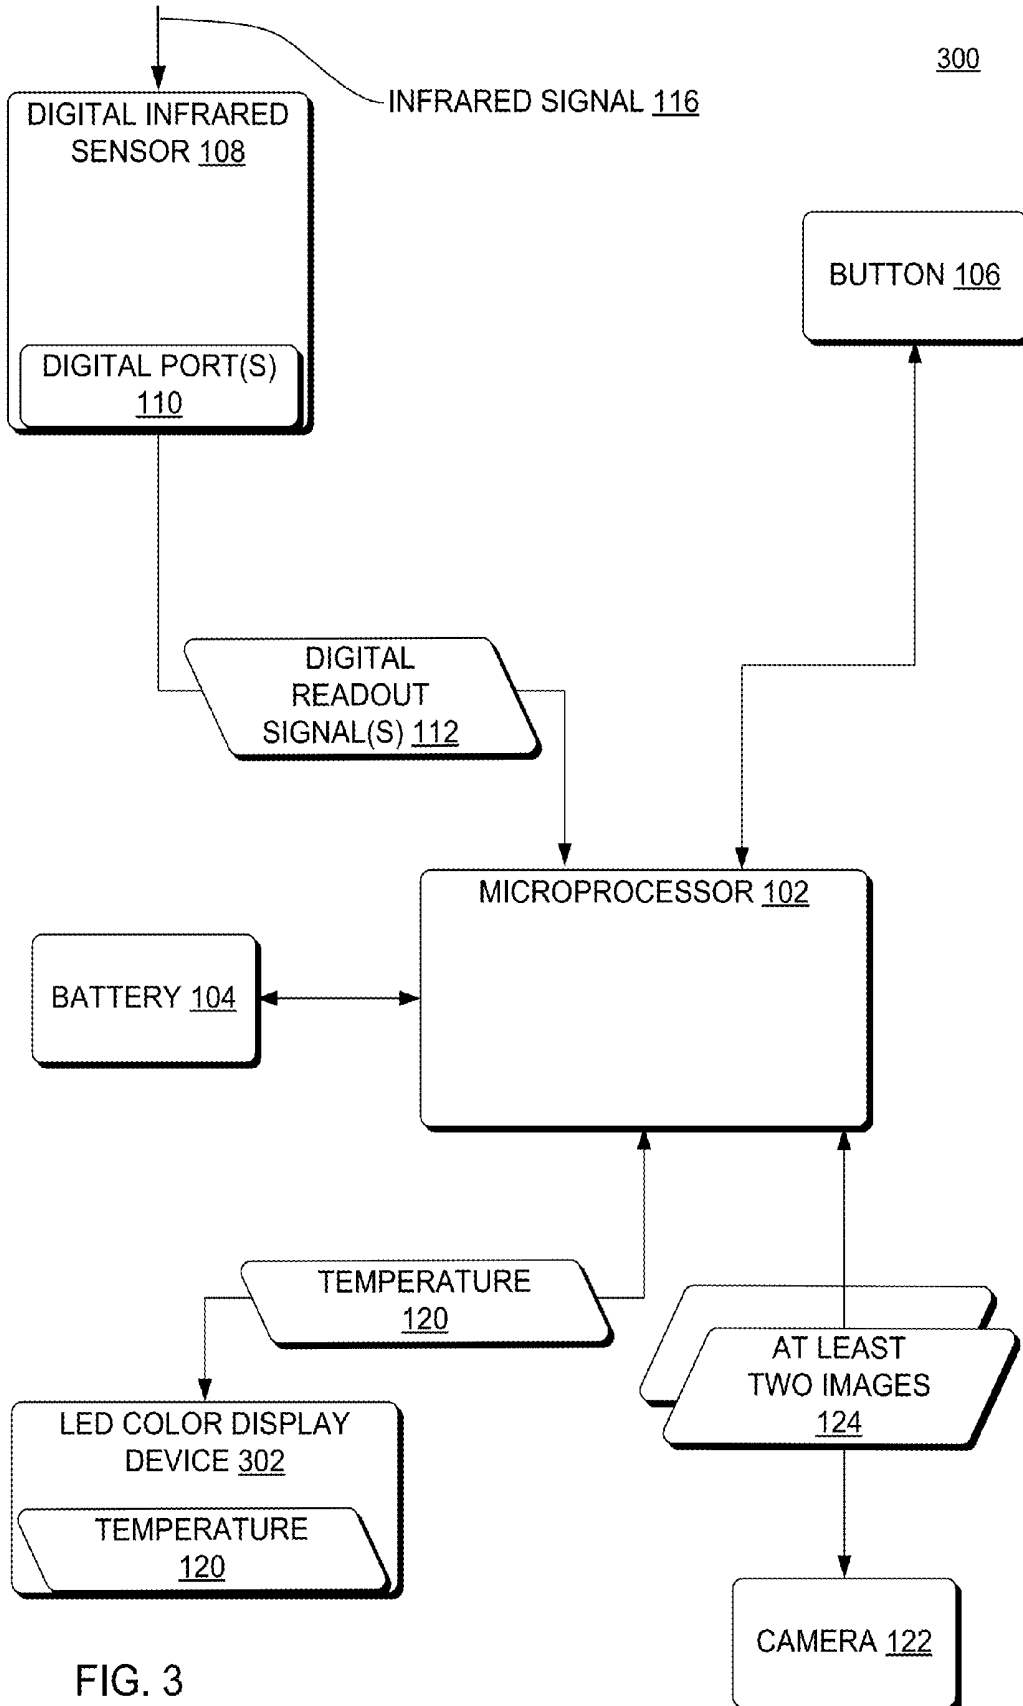 300
INFRARED SIGNAL 116
DIGITAL INFRARED
SENSOR 108
BUTTON 106
DIGITAL PORT(S)
110
DIGITAL
READOUT
SIGNAL(S) 112
MICROPROCESSOR 102
BATTERY 104
TEMPERATURE
120
AT LEAST
TWO IMAGES
124
LED COLOR DISPLAY
DEVICE 302
TEMPERATURE
120
CAMERA 122
FIG. 3